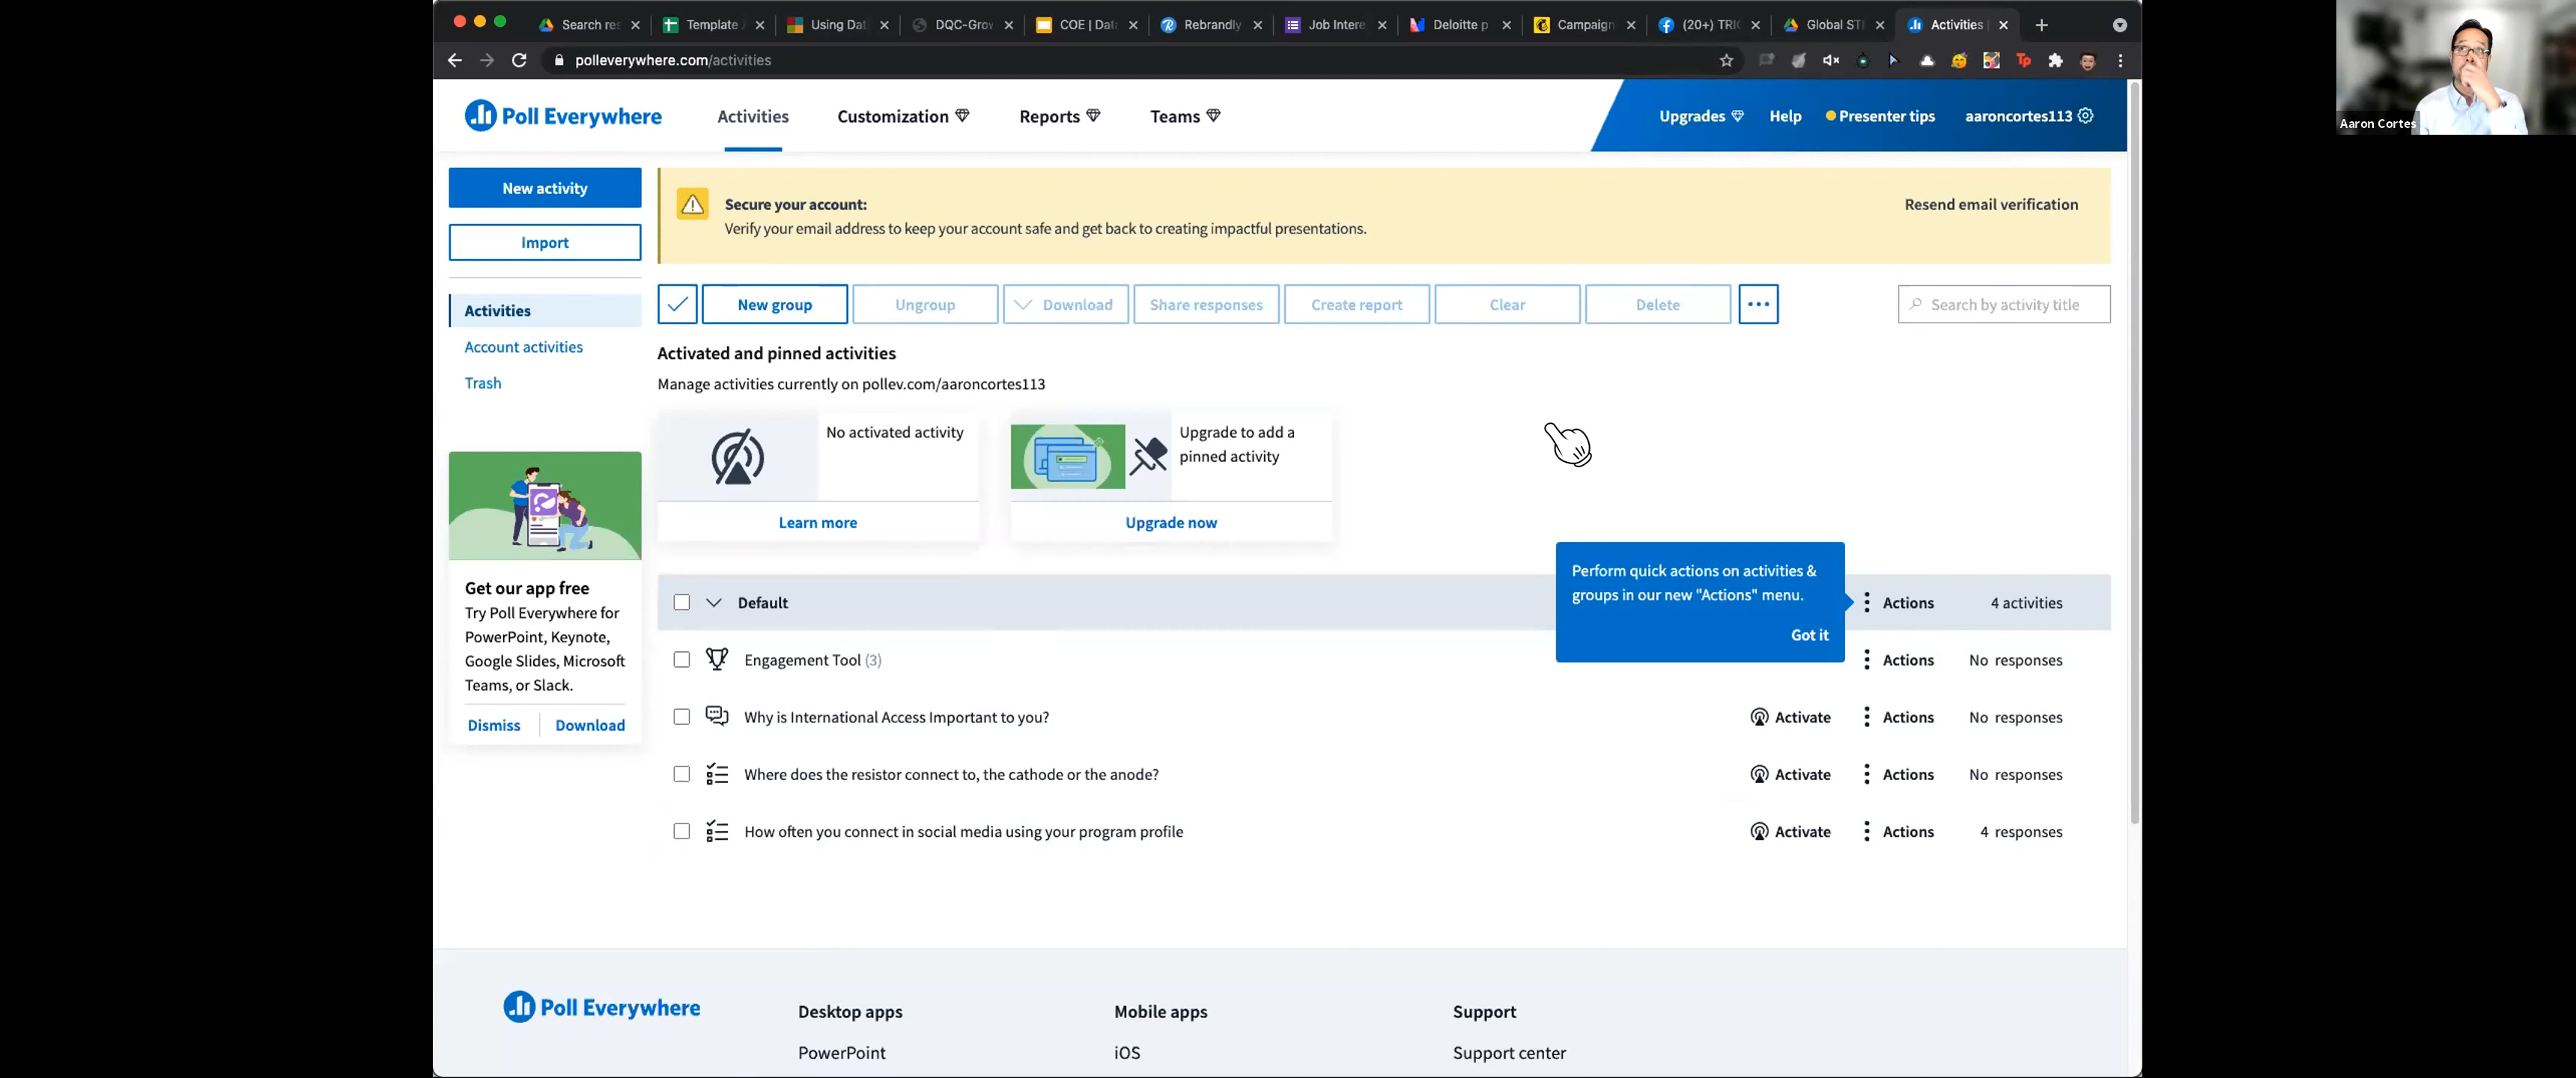 Search res
Template
Using Dat
DQC-Grov
COE | Data
Rebrandly
Job Intere
Deloitte p
Campaign
(20+) TRI
Global ST
Activities
polleverywhere.com/activities
Aaron Cortes
Poll Everywhere
Activities
Customization
Reports
Teams
Upgrades
Help
Presenter tips
aaroncortes113
New activity
Import
Activities
Account activities
Trash
Secure your account:
Verify your email address to keep your account safe and get back to creating impactful presentations.
Resend email verification
New group
Ungroup
Download
Share responses
Create report
Clear
Delete
Search by activity title
Activated and pinned activities
Manage activities currently on pollev.com/aaroncortes113
No activated activity
Learn more
Upgrade to add a
pinned activity
Upgrade now
Get our app free
Try Poll Everywhere for
PowerPoint, Keynote,
Google Slides, Microsoft
Teams, or Slack.
Dismiss
Download
Perform quick actions on activities &
groups in our new "Actions" menu.
Got it
Default
Actions
4 activities
Engagement Tool (3)
Actions
No responses
Why is International Access Important to you?
Activate
Actions
No responses
Where does the resistor connect to, the cathode or the anode?
Activate
Actions
No responses
How often you connect in social media using your program profile
Activate
Actions
4 responses
Poll Everywhere
Desktop apps
PowerPoint
Mobile apps
iOS
Support
Support center